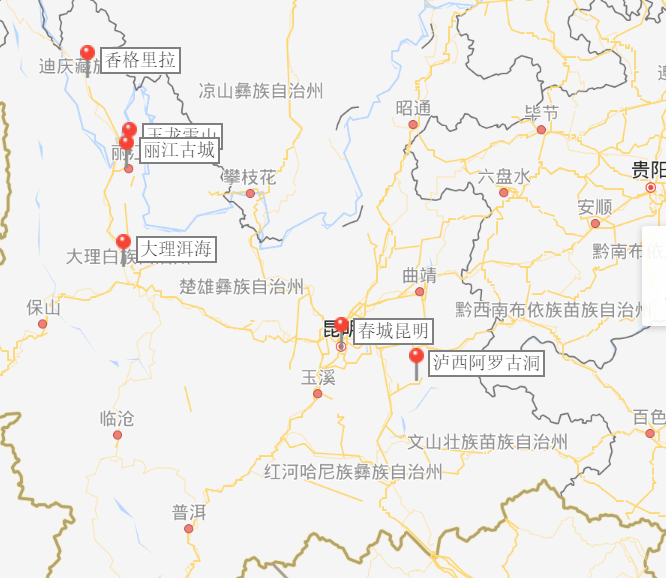 香格里拉
迪庆藏族
凉山彝族自治州
昭通
毕节
玉龙雪山
丽江古城
贵阳
攀枝花
六盘水
安顺
大理洱海
大理白族
黔南布依
曲靖
楚雄彝族自治州
保山
黔西南布依族苗族自治州
昆明
春城昆明
泸西阿罗古洞
玉溪
临沧
百色
文山壮族苗族自治州
红河哈尼族彝族自治州
普洱